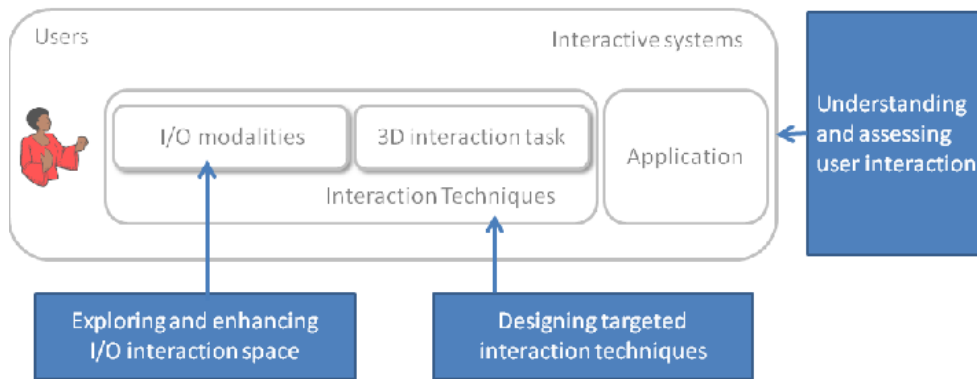 Users
Interactive systems
I/O modalities
3D interaction task
Application
Interaction Techniques
Understanding
and assessing
user interaction
Exploring and enhancing
I/O interaction space
Designing targeted
interaction techniques